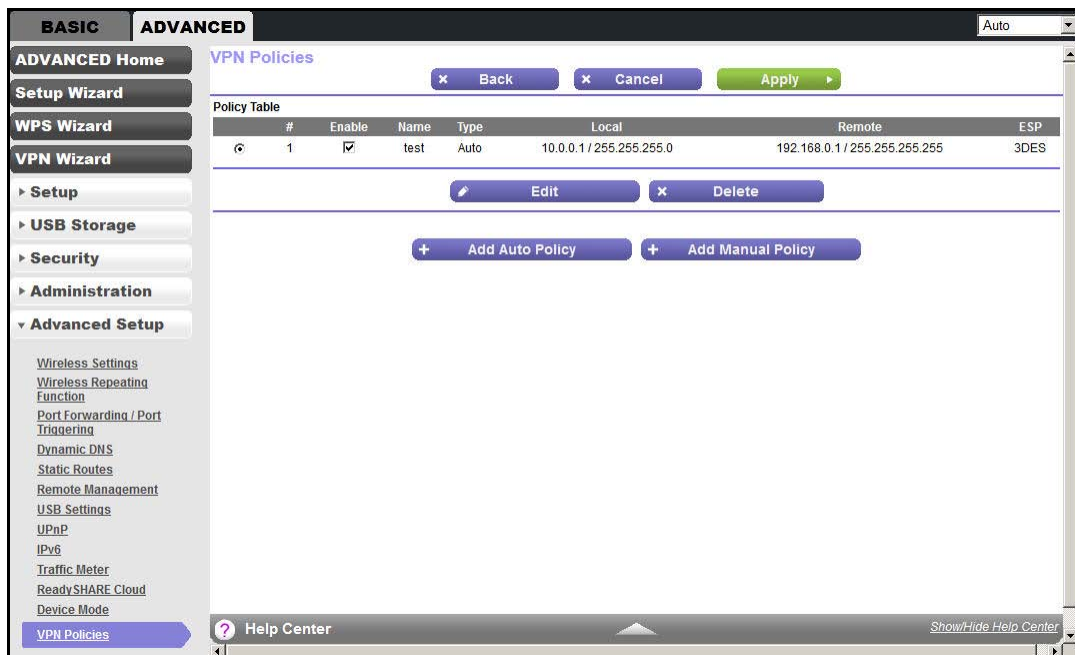 BASIC ADVANCED Auto
ADVANCED Home
Setup Wizard
WPS Wizard
VPN Wizard
Setup
USB Storage
Security
Administration
Advanced Setup
Wireless Settings
Wireless Repeating
Function
Port Forwarding / Port
Triggering
Dynamic DNS
Static Routes
Remote Management
USB Settings
UPnP
IPv6
Traffic Meter
ReadySHARE Cloud
Device Mode
VPN Policies
VPN Policies
Back Cancel Apply
Policy Table
# Enable Name Type Local Remote ESP
1 test Auto 10.0.0.1 / 255.255.255.0 192.168.0.1 / 255.255.255.255 3DES
Edit Delete
Add Auto Policy Add Manual Policy
? Help Center Show/Hide Help Center